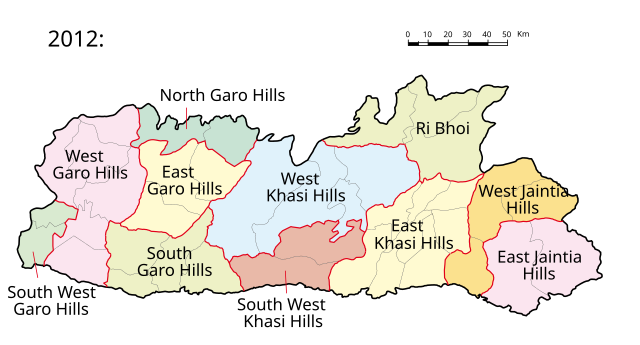 2012:
0 10 20 30 40 50 Km
North Garo Hills
Ri Bhoi
West
Garo Hills
East
Garo Hills
West
Khasi Hills
West Jaintia
Hills
East
Khasi Hills
South
Garo Hills
East Jaintia
Hills
South West
Garo Hills
South West
Khasi Hills